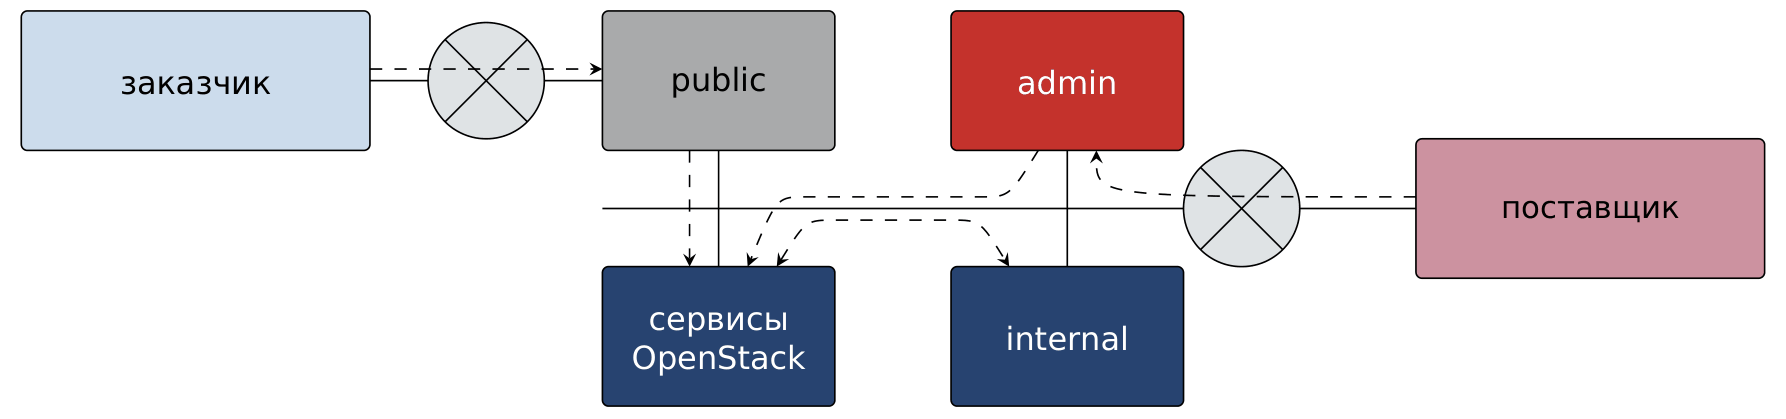 заказчик
public
admin
поставщик
сервисы
OpenStack
internal